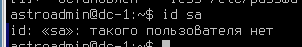 astroadmin@dc-1:~$ id sa
id: «sa»: такого пользователя нет